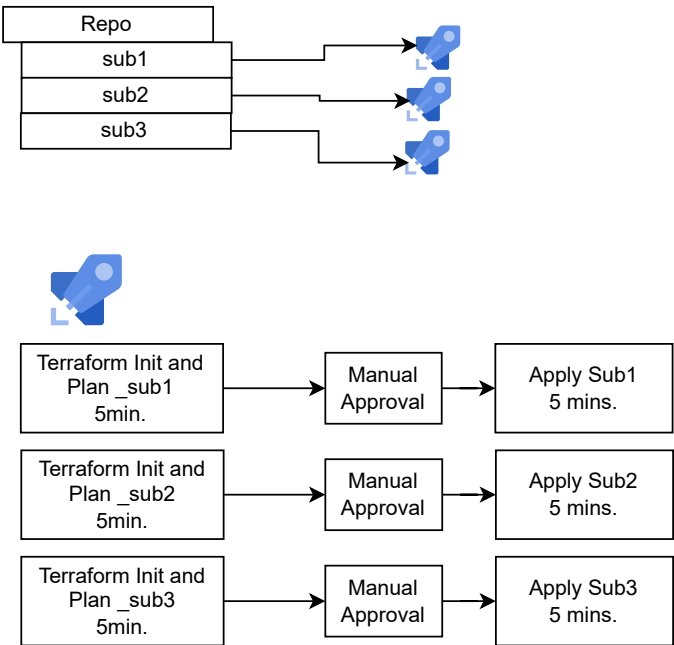 Repo
sub1
sub2
sub3
Terraform Init and
Plan _sub1
5min.
Manual
Approval
Apply Sub1
5 mins.
Terraform Init and
Plan _sub2
5min.
Manual
Approval
Apply Sub2
5 mins.
Terraform Init and
Plan _sub3
5min.
Manual
Approval
Apply Sub3
5 mins.